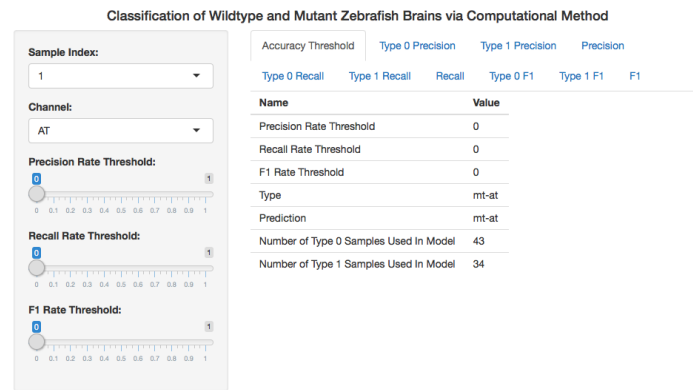 Classification of Wildtype and Mutant Zebrafish Brains via Computational Method
Sample Index:
1
Channel:
AT
Precision Rate Threshold:
0 1
0 0.1 0.2 0.3 0.4 0.5 0.6 0.7 0.8 0.9 1
Recall Rate Threshold:
0 1
0 0.1 0.2 0.3 0.4 0.5 0.6 0.7 0.8 0.9 1
F1 Rate Threshold:
0 1
0 0.1 0.2 0.3 0.4 0.5 0.6 0.7 0.8 0.9 1
Accuracy Threshold Type 0 Precision Type 1 Precision Precision
Type 0 Recall Type 1 Recall Recall Type 0 F1 Type 1 F1 F1
Name Value
Precision Rate Threshold 0
Recall Rate Threshold 0
F1 Rate Threshold 0
Type mt-at
Prediction mt-at
Number of Type 0 Samples Used In Model 43
Number of Type 1 Samples Used In Model 34